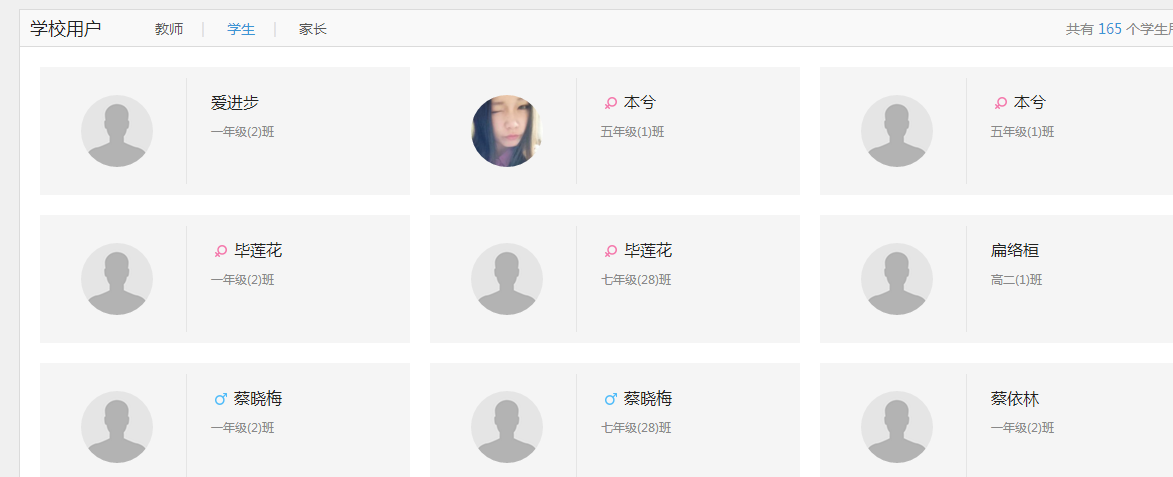 学校用户 教师 | 学生 | 家长 共有 165 个学生
爱进步
一年级(2)班
本兮
五年级(1)班
本兮
五年级(1)班
毕莲花
一年级(2)班
毕莲花
七年级(28)班
扁络桓
高二(1)班
蔡晓梅
一年级(2)班
蔡晓梅
七年级(28)班
蔡依林
一年级(2)班